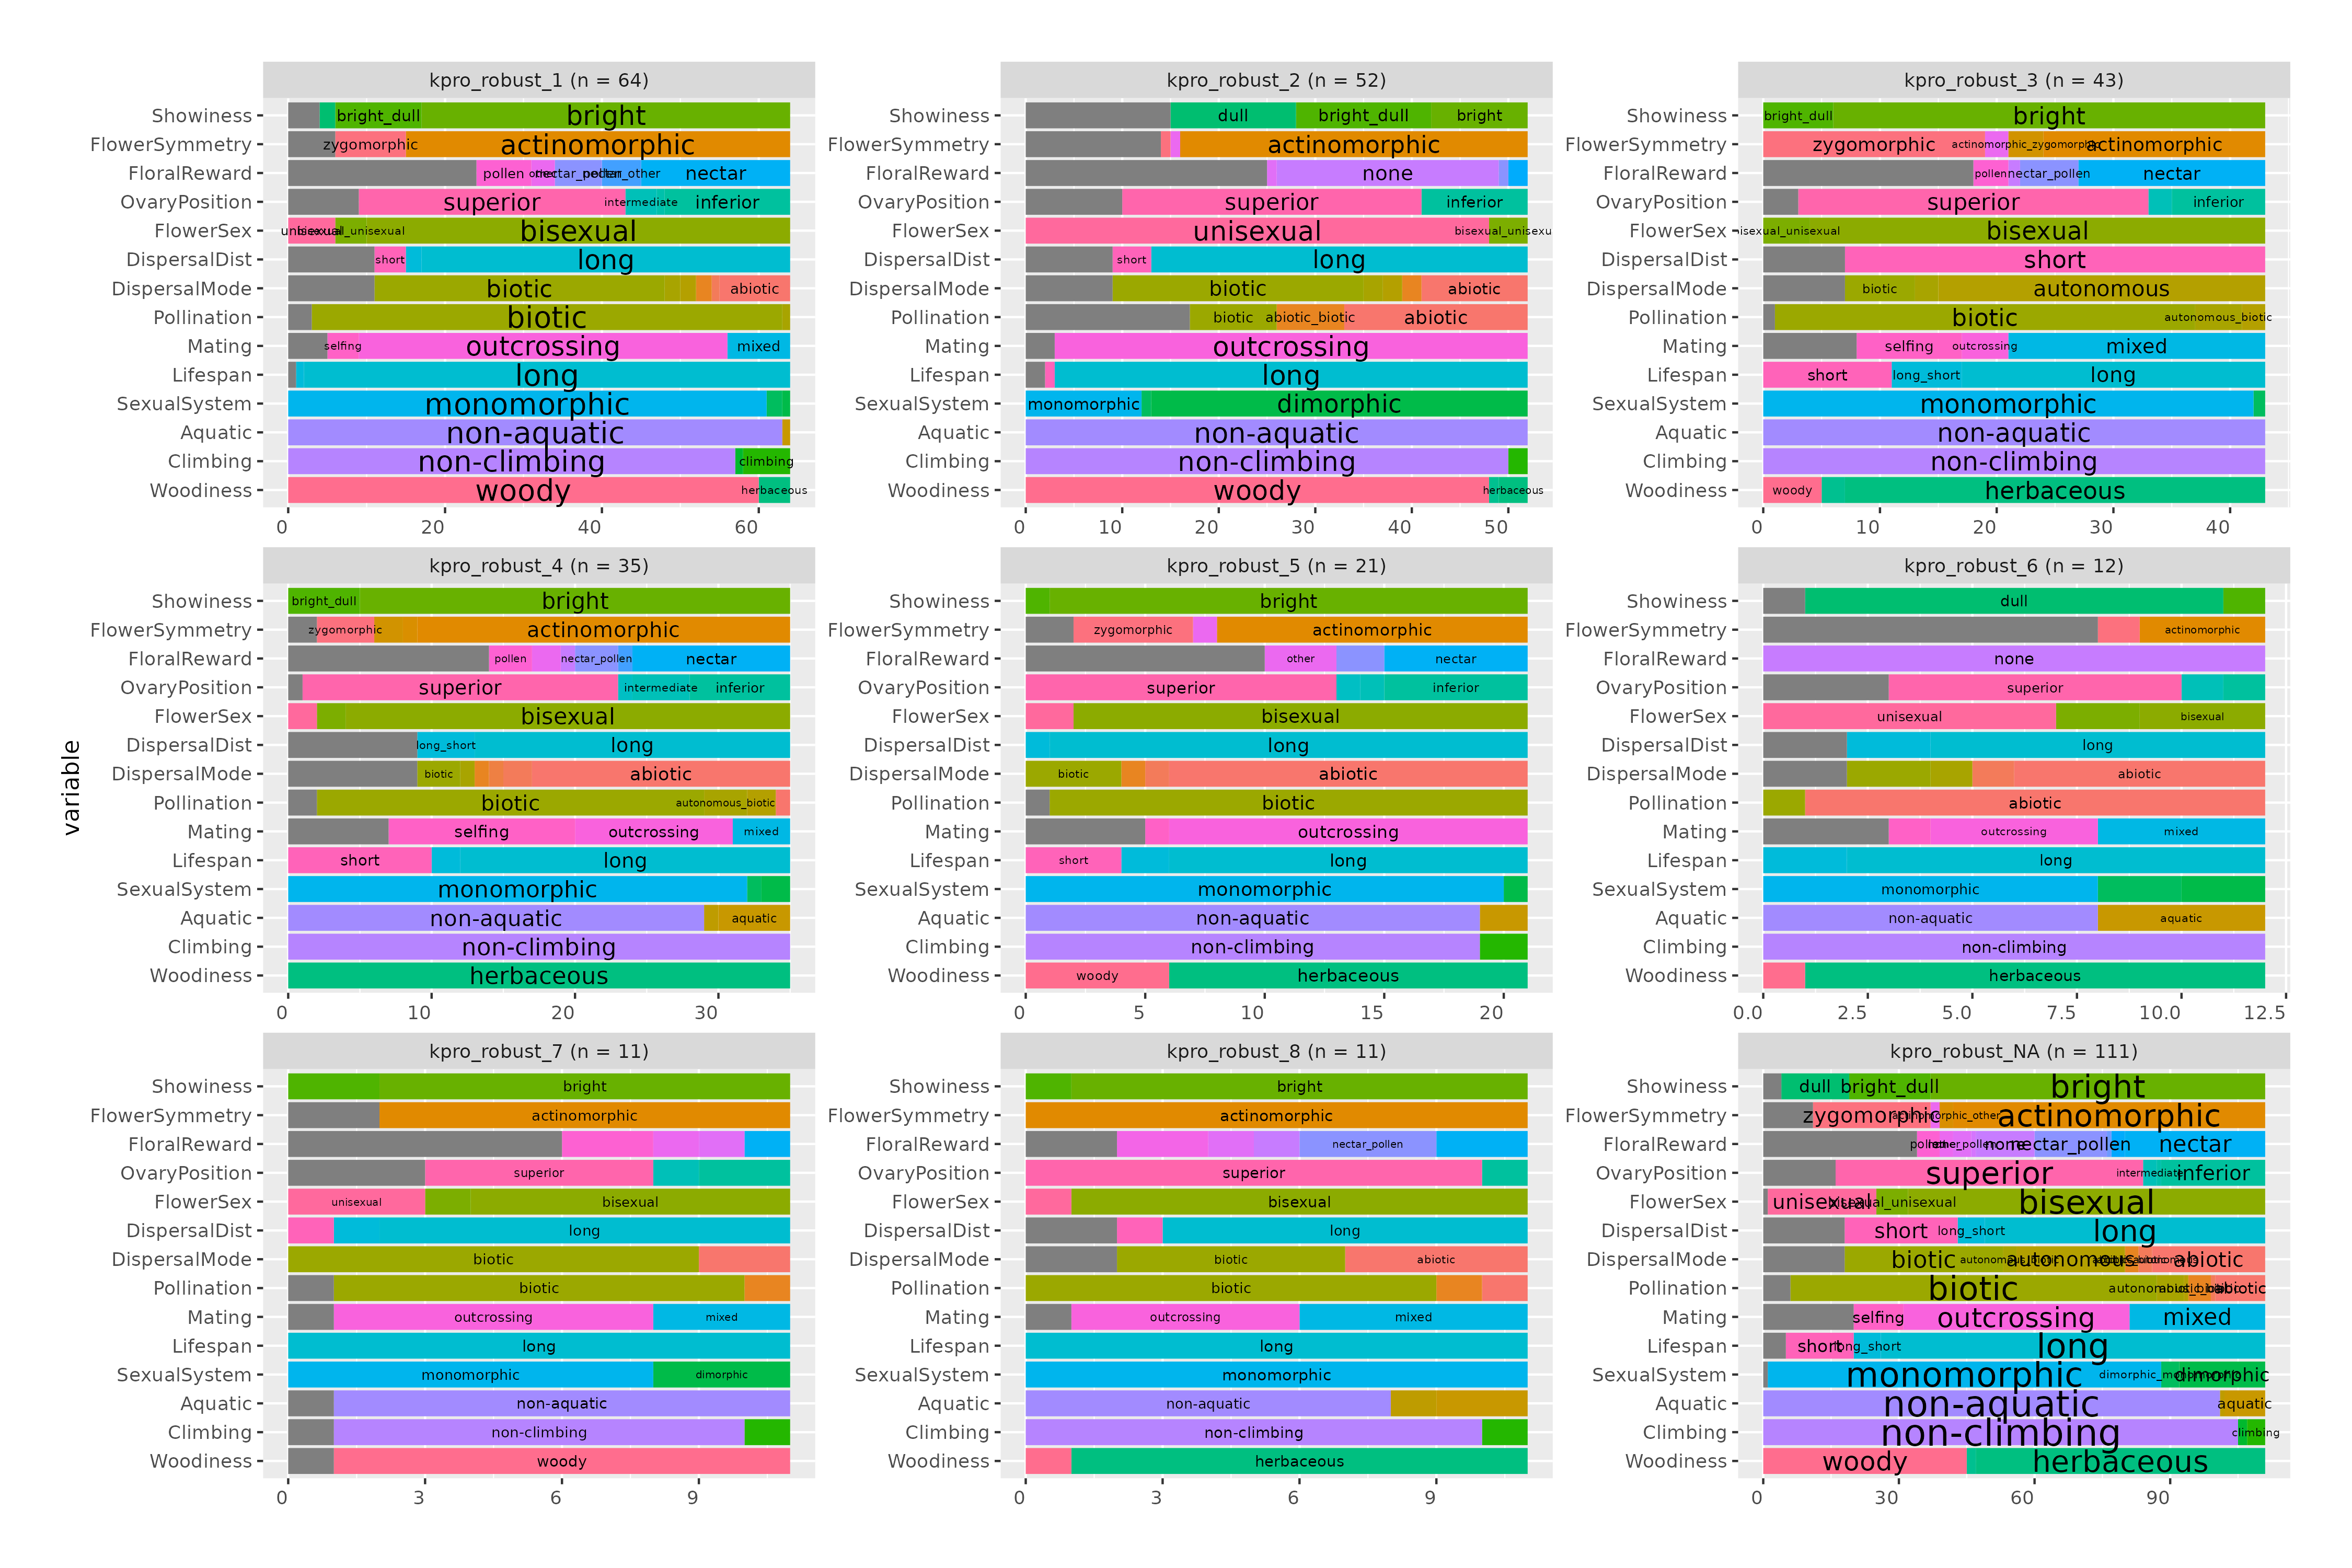 kpro_robust_1 (n = 64)
Showiness bright_dull bright
FlowerSymmetry zygomorphic actinomorphic
FloralReward pollen nectar
OvaryPosition superior intermediate inferior
FlowerSex bisexual
DispersalDist short long
DispersalMode biotic abiotic
Pollination biotic
Mating selfing outcrossing mixed
Lifespan long
SexualSystem monomorphic
Aquatic non-aquatic
Climbing non-climbing climbing
Woodiness woody herbaceous
0 20 40 60
kpro_robust_2 (n = 52)
Showiness dull bright_dull bright
FlowerSymmetry actinomorphic
FloralReward none
OvaryPosition superior inferior
FlowerSex unisexual
DispersalDist short long
DispersalMode biotic abiotic
Pollination biotic abiotic_biotic abiotic
Mating outcrossing
Lifespan long
SexualSystem monomorphic dimorphic
Aquatic non-aquatic
Climbing non-climbing
Woodiness woody herbaceous
0 10 20 30 40 50
kpro_robust_3 (n = 43)
Showiness bright_dull bright
FlowerSymmetry zygomorphic actinomorphic
FloralReward pollen nectar_pollen nectar
OvaryPosition superior inferior
FlowerSex bisexual
DispersalDist short
DispersalMode biotic autonomous
Pollination biotic autonomous_biotic
Mating selfing outcrossing mixed
Lifespan short long_short long
SexualSystem monomorphic
Aquatic non-aquatic
Climbing non-climbing
Woodiness woody herbaceous
0 10 20 30 40
variable
kpro_robust_4 (n = 35)
Showiness bright_dull bright
FlowerSymmetry zygomorphic actinomorphic
FloralReward pollen nectar_pollen nectar
OvaryPosition superior intermediate inferior
FlowerSex bisexual
DispersalDist long_short long
DispersalMode biotic abiotic
Pollination biotic autonomous_biotic
Mating selfing outcrossing mixed
Lifespan short long
SexualSystem monomorphic
Aquatic non-aquatic aquatic
Climbing non-climbing
Woodiness herbaceous
0 10 20 30
kpro_robust_5 (n = 21)
Showiness bright
FlowerSymmetry zygomorphic actinomorphic
FloralReward other nectar
OvaryPosition superior inferior
FlowerSex bisexual
DispersalDist long
DispersalMode biotic abiotic
Pollination biotic
Mating outcrossing
Lifespan short long
SexualSystem monomorphic
Aquatic non-aquatic
Climbing non-climbing
Woodiness woody herbaceous
0 5 10 15 20
kpro_robust_6 (n = 12)
Showiness dull
FlowerSymmetry actinomorphic
FloralReward none
OvaryPosition superior
FlowerSex unisexual bisexual
DispersalDist long
DispersalMode abiotic
Pollination abiotic
Mating outcrossing mixed
Lifespan long
SexualSystem monomorphic
Aquatic non-aquatic aquatic
Climbing non-climbing
Woodiness herbaceous
0.0 2.5 5.0 7.5 10.0 12.5
kpro_robust_7 (n = 11)
Showiness bright
FlowerSymmetry actinomorphic
FloralReward
OvaryPosition superior
FlowerSex unisexual bisexual
DispersalDist long
DispersalMode biotic
Pollination biotic
Mating outcrossing mixed
Lifespan long
SexualSystem monomorphic dimorphic
Aquatic non-aquatic
Climbing non-climbing
Woodiness woody
0 3 6 9
kpro_robust_8 (n = 11)
Showiness bright
FlowerSymmetry actinomorphic
FloralReward nectar_pollen
OvaryPosition superior
FlowerSex bisexual
DispersalDist long
DispersalMode biotic abiotic
Pollination biotic
Mating outcrossing mixed
Lifespan long
SexualSystem monomorphic
Aquatic non-aquatic
Climbing non-climbing
Woodiness herbaceous
0 3 6 9
kpro_robust_NA (n = 111)
Showiness dull bright_dull bright
FlowerSymmetry zygomorphic actinomorphic
FloralReward none nectar_pollen nectar
OvaryPosition superior intermediate inferior
FlowerSex unisexual bisexual
DispersalDist short long_short long
DispersalMode biotic autonomous abiotic
Pollination biotic abiotic
Mating selfing outcrossing mixed
Lifespan short long_short long
SexualSystem monomorphic dimorphic
Aquatic non-aquatic aquatic
Climbing non-climbing climbing
Woodiness woody herbaceous
0 30 60 90